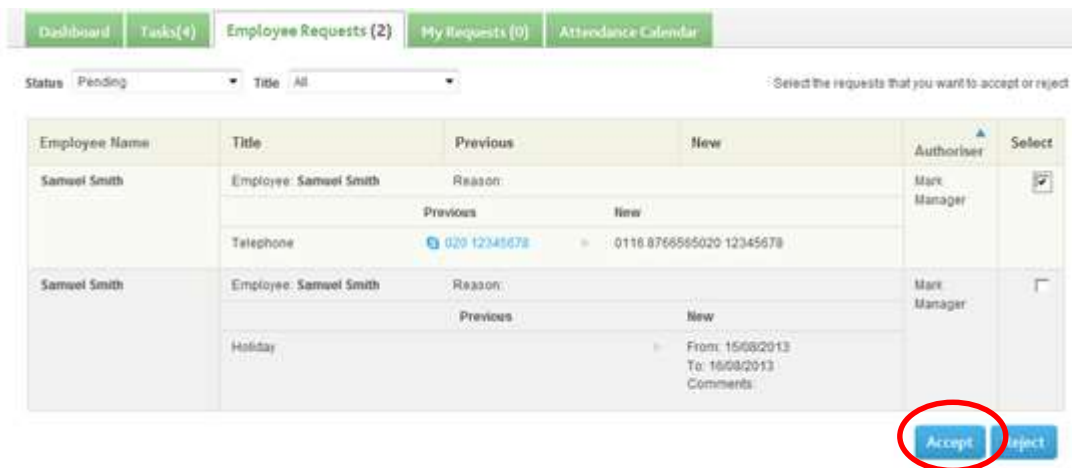 Dashboard Tasks(4) Employee Requests (2) My Requests (0) Attendance Calendar
Status Pending Title All Select the requests that you want to accept or reject
Employee Name Title Previous New Authoriser Select
Samuel Smith Employee: Samuel Smith Reason: Mark
Manager
Previous New
Telephone 020 12345678 0116 8766565020 12345678
Samuel Smith Employee: Samuel Smith Reason: Mark
Manager
Previous New
Holiday From: 15/08/2013
To: 16/08/2013
Comments:
Accept Reject